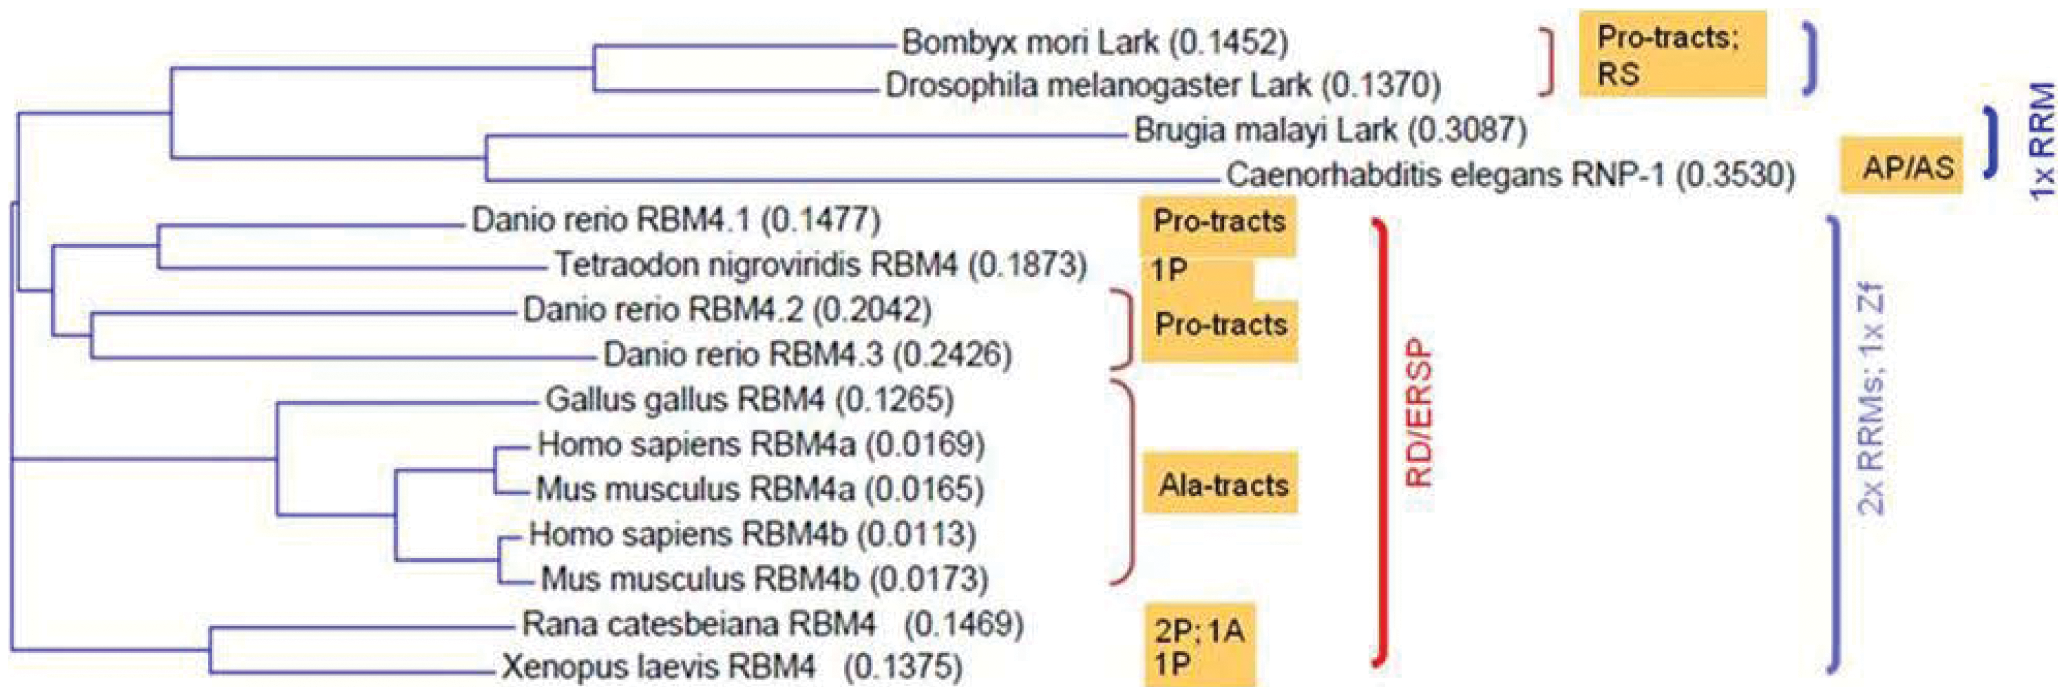 Bombyx mori Lark (0.1452)
Drosophila melanogaster Lark (0.1370)
Brugia malayi Lark (0.3087)
Caenorhabditis elegans RNP-1 (0.3530)
Danio rerio RBM4.1 (0.1477)
Tetraodon nigroviridis RBM4 (0.1873)
Danio rerio RBM4.2 (0.2042)
Danio rerio RBM4.3 (0.2426)
Gallus gallus RBM4 (0.1265)
Homo sapiens RBM4a (0.0169)
Mus musculus RBM4a (0.0165)
Homo sapiens RBM4b (0.0113)
Mus musculus RBM4b (0.0173)
Rana catesbeiana RBM4 (0.1469)
Xenopus laevis RBM4 (0.1375)
Pro-tracts;
RS
AP/AS
Pro-tracts
1P
Pro-tracts
Ala-tracts
2P; 1A
1P
RD/ERSP
1x RRM
2x RRMs; 1x Zf